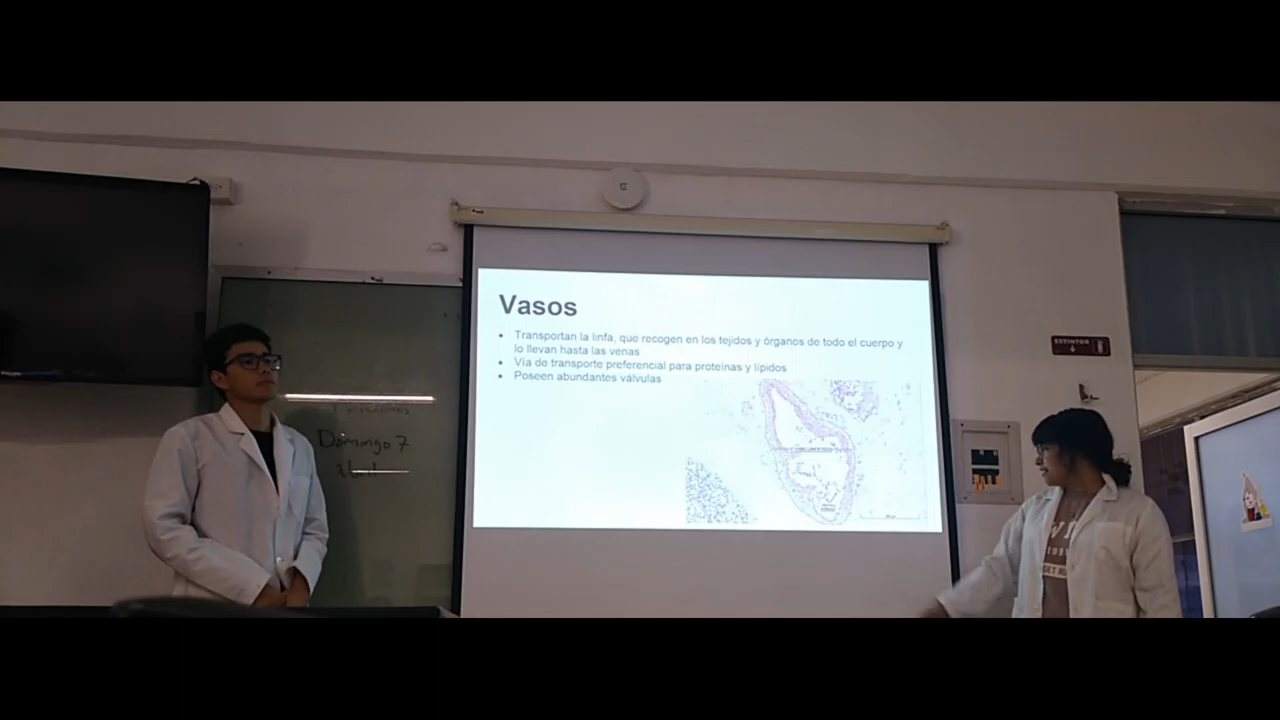 Vasos
Transportan la linfa, que recogen en los tejidos y órganos de todo el cuerpo y
lo llevan hasta las venas
Vía de transporte preferencial para proteínas y lípidos
Poseen abundantes válvulas
Domingo 7
EXTINTOR